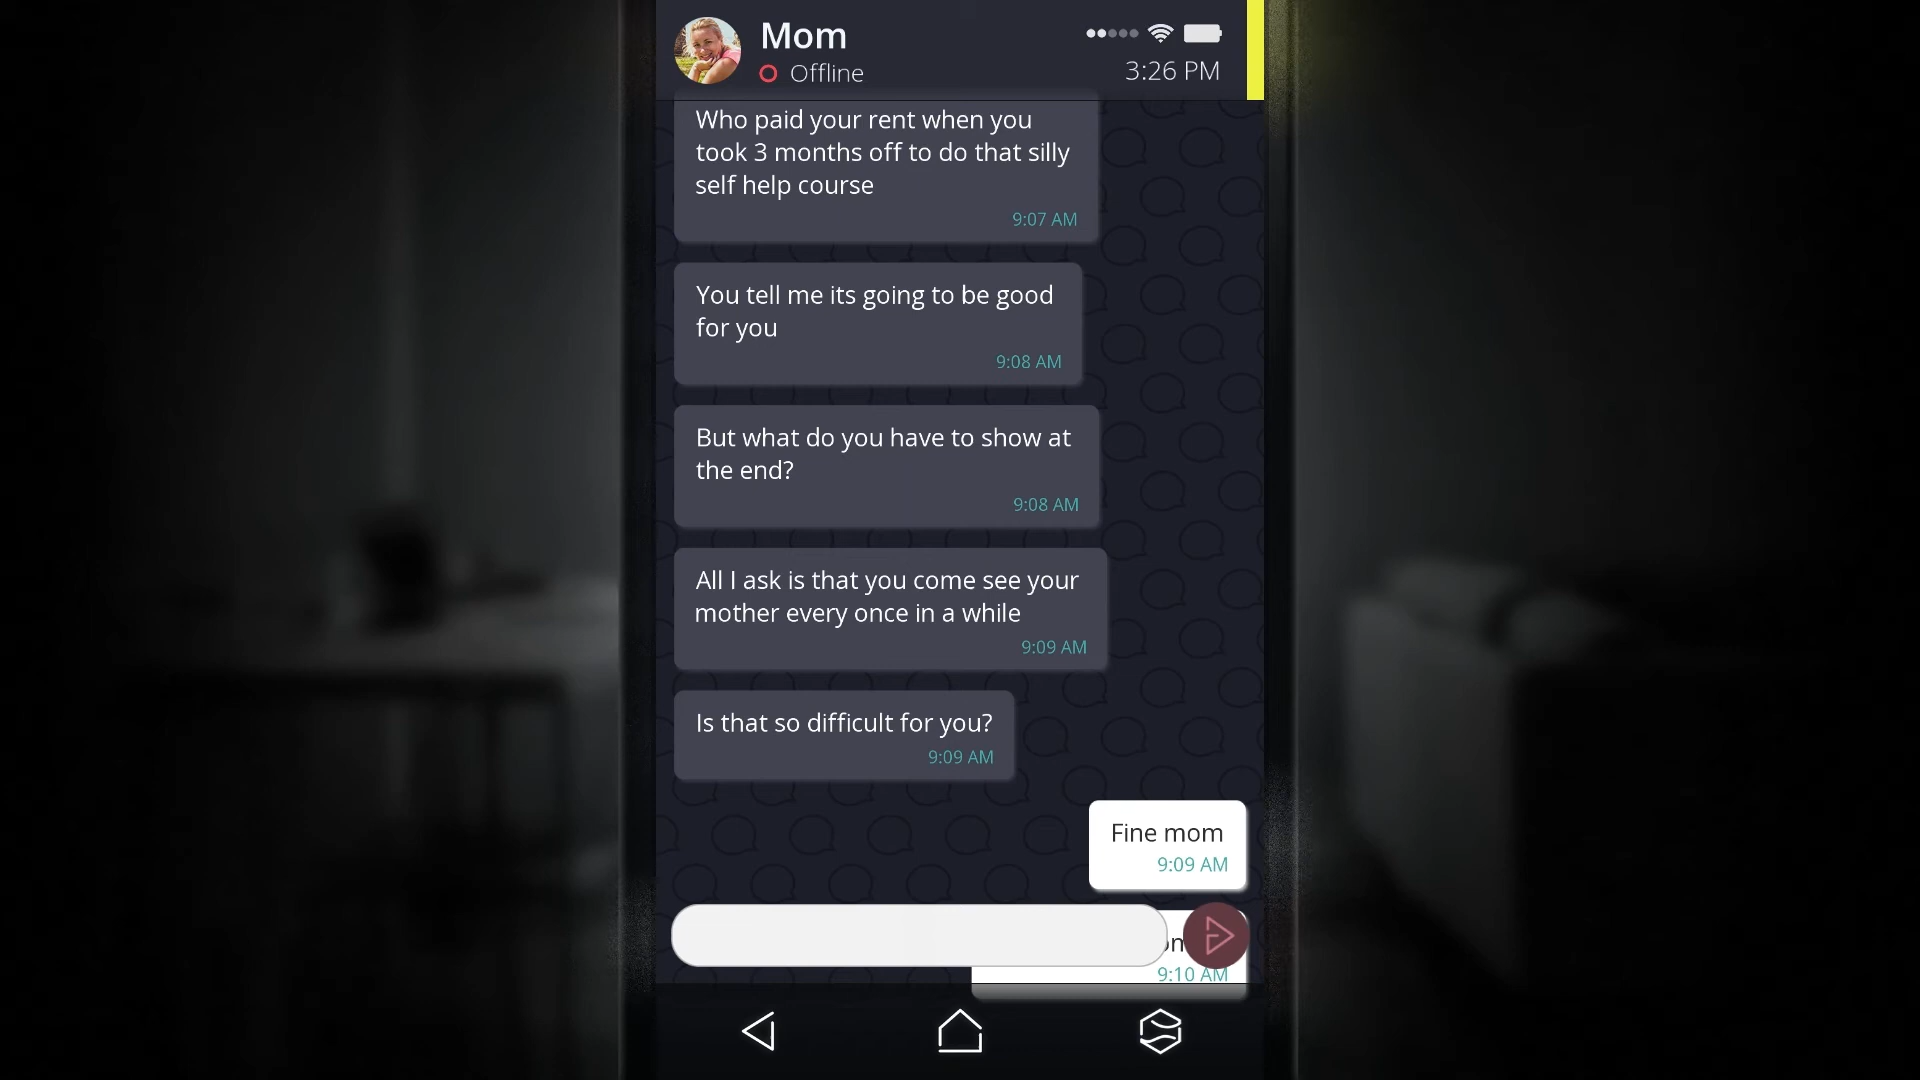 Mom
Offline
3:26 PM
Who paid your rent when you
took 3 months off to do that silly
self help course
9:07 AM
You tell me its going to be good
for you
9:08 AM
But what do you have to show at
the end?
9:08 AM
All I ask is that you come see your
mother every once in a while
9:09 AM
Is that so difficult for you?
9:09 AM
Fine mom
9:09 AM
9:10 AM